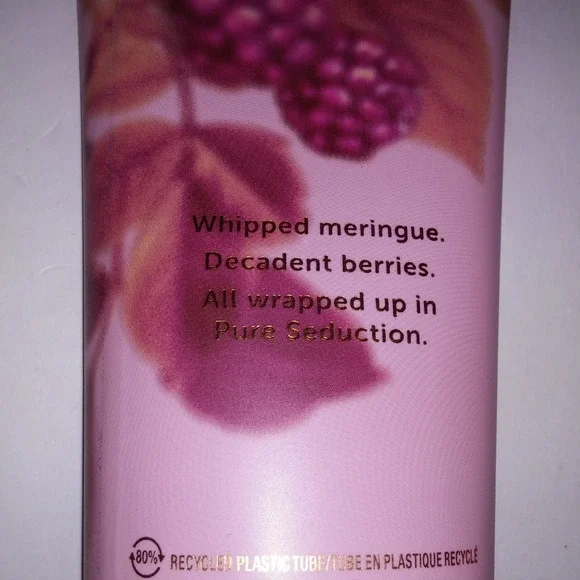 Whipped meringue.
Decadent berries.
All wrapped up in
Pure Seduction.
80% RECYCLED PLASTIC TUBE/TUBE EN PLASTIQUE RECYCLÉ